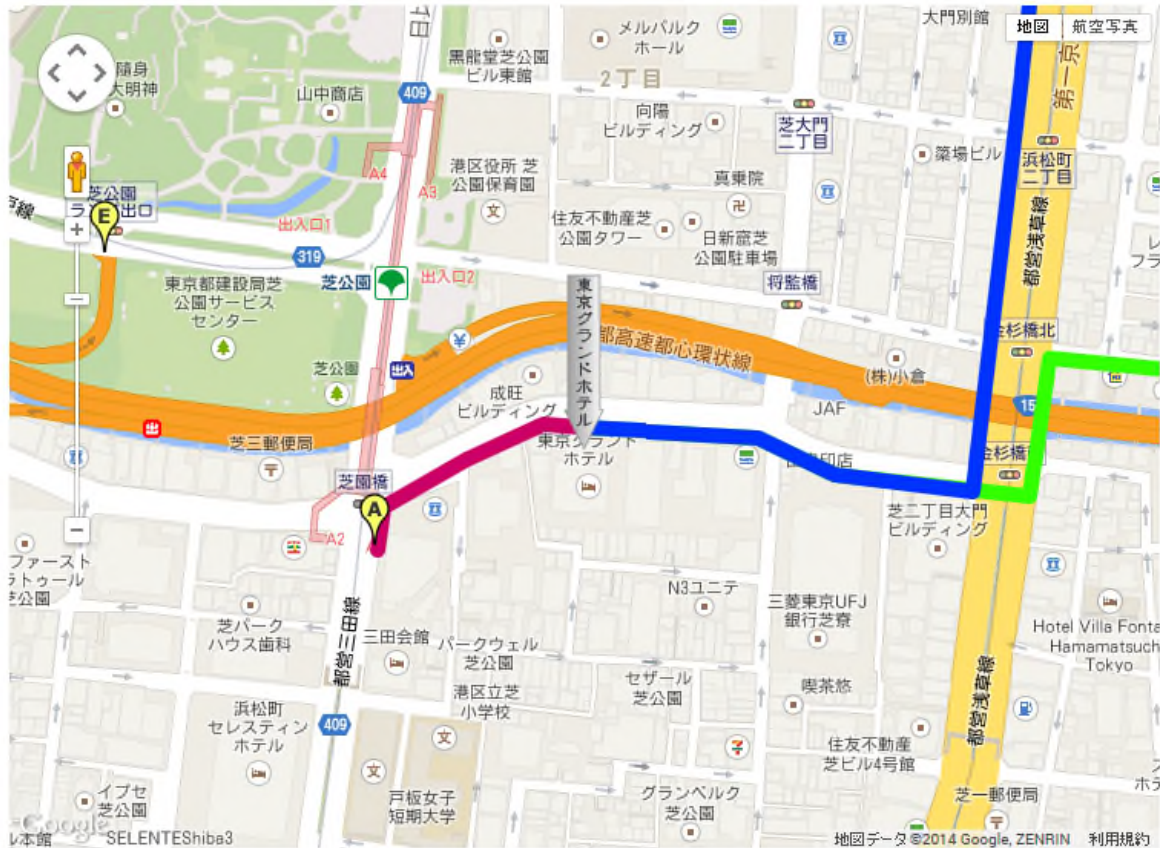 大門別館
メルパルク
ホール
黒龍堂芝公園
ビル東館
地図
航空写真
第一京
隨身
大明神
山中商店
409
2丁目
向陽
ビルディング
芝大門
二丁目
浜松町
二丁目
築場ビル
A4
A3
港区役所 芝
公園保育園
文
真乗院
芝公園
出口
E
出入口1
住友不動産芝
公園タワー
日新窟芝
公園駐車場
都営浅草線
319
東京都建設局芝
公園サービス
センター
芝公園
出入口2
東京グランドホテル
将監橋
金杉橋北
都高速都心環状線
芝公園
出入
成旺
ビルディング
(株)小倉
JAF
15
出
芝三郵便局
東京グランド
ホテル
印店
金杉橋
芝園橋
A
A2
芝二丁目大門
ビルディング
ファースト
ラトゥール
芝公園
N3ユニテ
三菱東京UFJ
銀行芝寮
芝パーク
ハウス歯科
都営三田線
三田会館
パークウェル
芝公園
Hotel Villa Fonta
Hamamatsuch
Tokyo
セザール
芝公園
喫茶悠
港区立芝
小学校
文
浜松町
セレスティン
ホテル
409
都営浅草線
住友不動産
芝ビル4号館
文
イプセ
芝公園
戸板女子
短期大学
グランベルク
芝公園
芝一郵便局
Google
ル本館
SELENTEShiba3
地図データ ©2014 Google, ZENRIN
利用規約